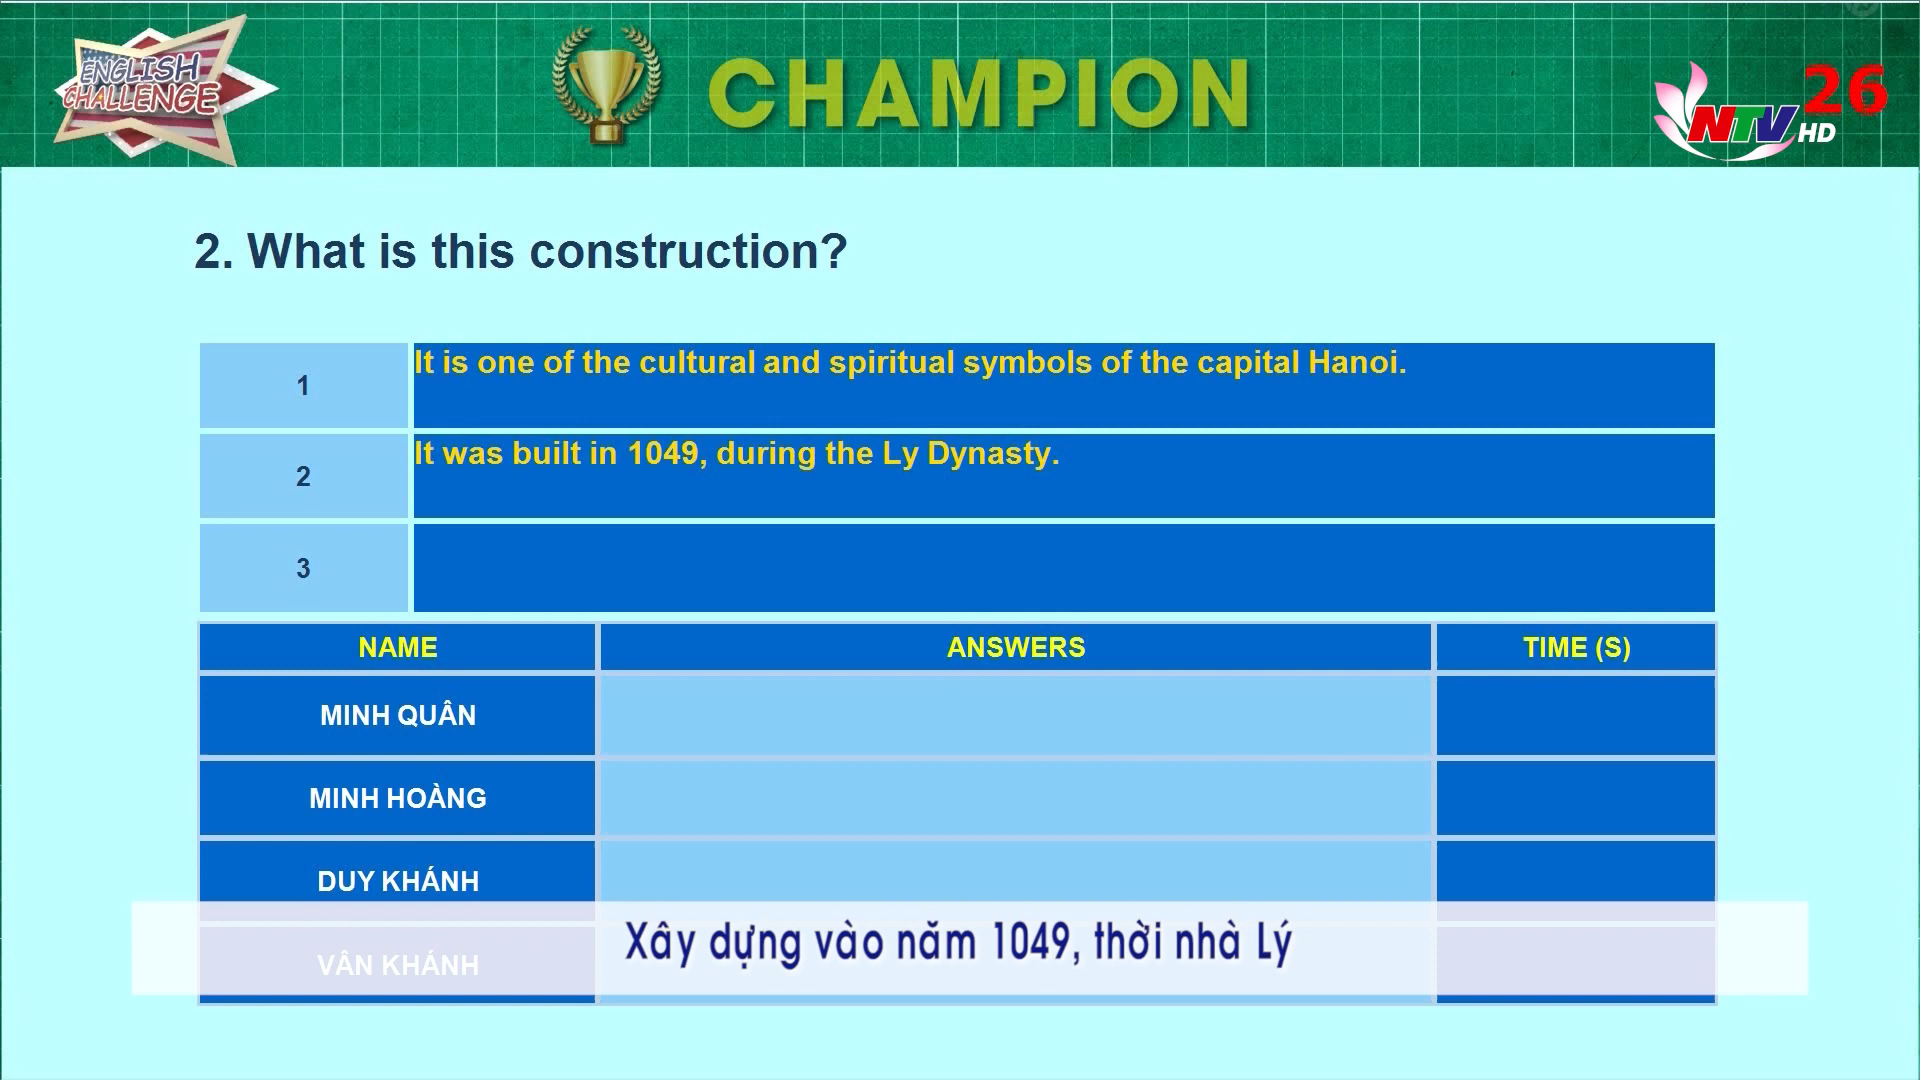 ENGLISH
CHALLENGE
CHAMPION
26
NTV HD
2. What is this construction?
1
It is one of the cultural and spiritual symbols of the capital Hanoi.
2
It was built in 1049, during the Ly Dynasty.
3
NAME ANSWERS TIME (S)
MINH QUÂN
MINH HOÀNG
DUY KHÁNH
VÂN KHÁNH
Xây dựng vào năm 1049, thời nhà Lý